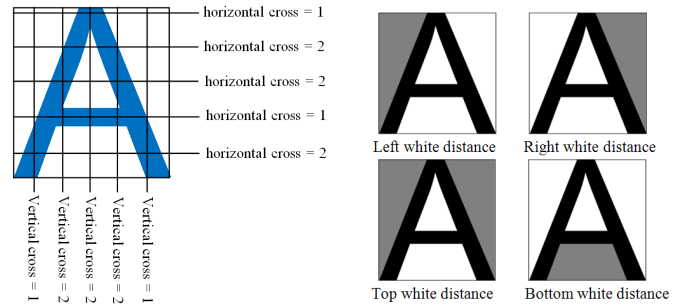 horizontal cross = 1
horizontal cross = 2
horizontal cross = 2
horizontal cross = 1
horizontal cross = 2
Vertical cross = 1
Vertical cross = 2
Vertical cross = 2
Vertical cross = 2
Vertical cross = 1
Left white distance
Right white distance
Top white distance
Bottom white distance